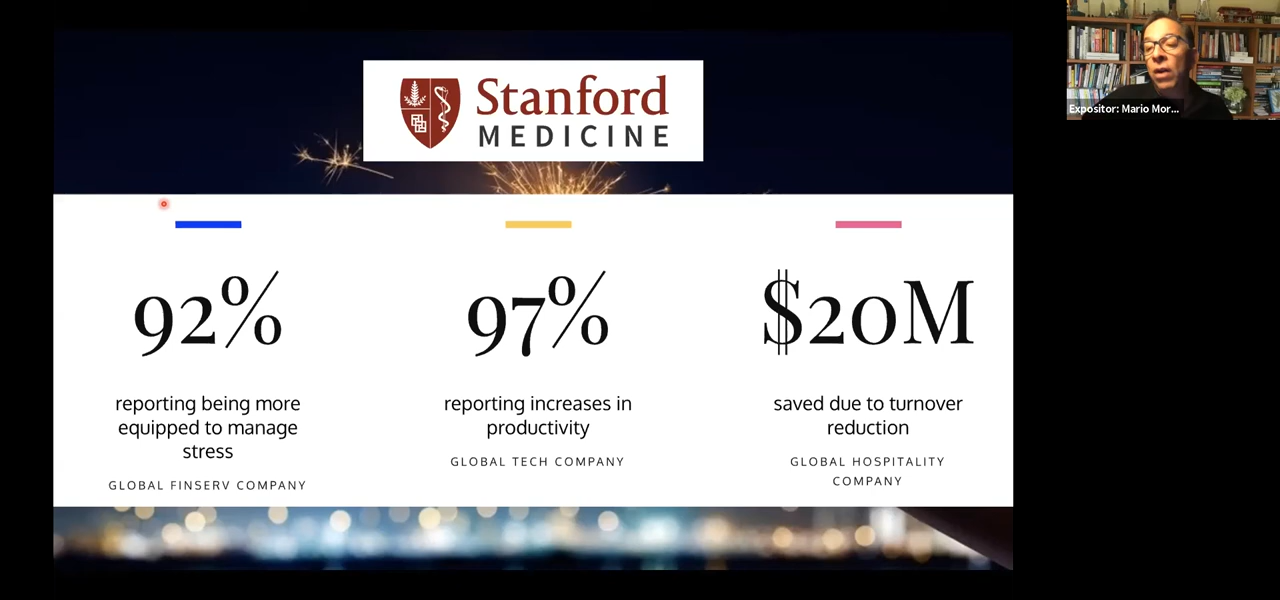 Stanford
MEDICINE
Expositor: Mario Mor...
92%
reporting being more
equipped to manage
stress
GLOBAL FINSERV COMPANY
97%
reporting increases in
productivity
GLOBAL TECH COMPANY
$20M
saved due to turnover
reduction
GLOBAL HOSPITALITY
COMPANY